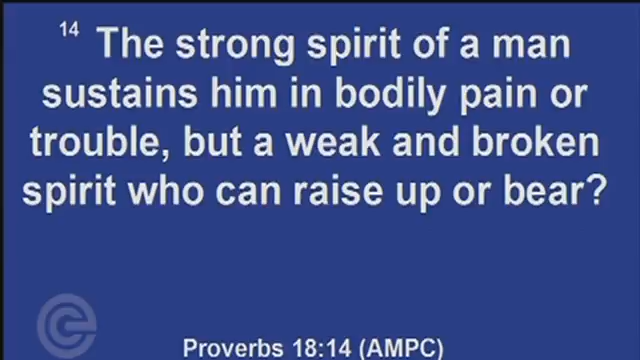 14 The strong spirit of a man
sustains him in bodily pain or
trouble, but a weak and broken
spirit who can raise up or bear?
Proverbs 18:14 (AMPC)